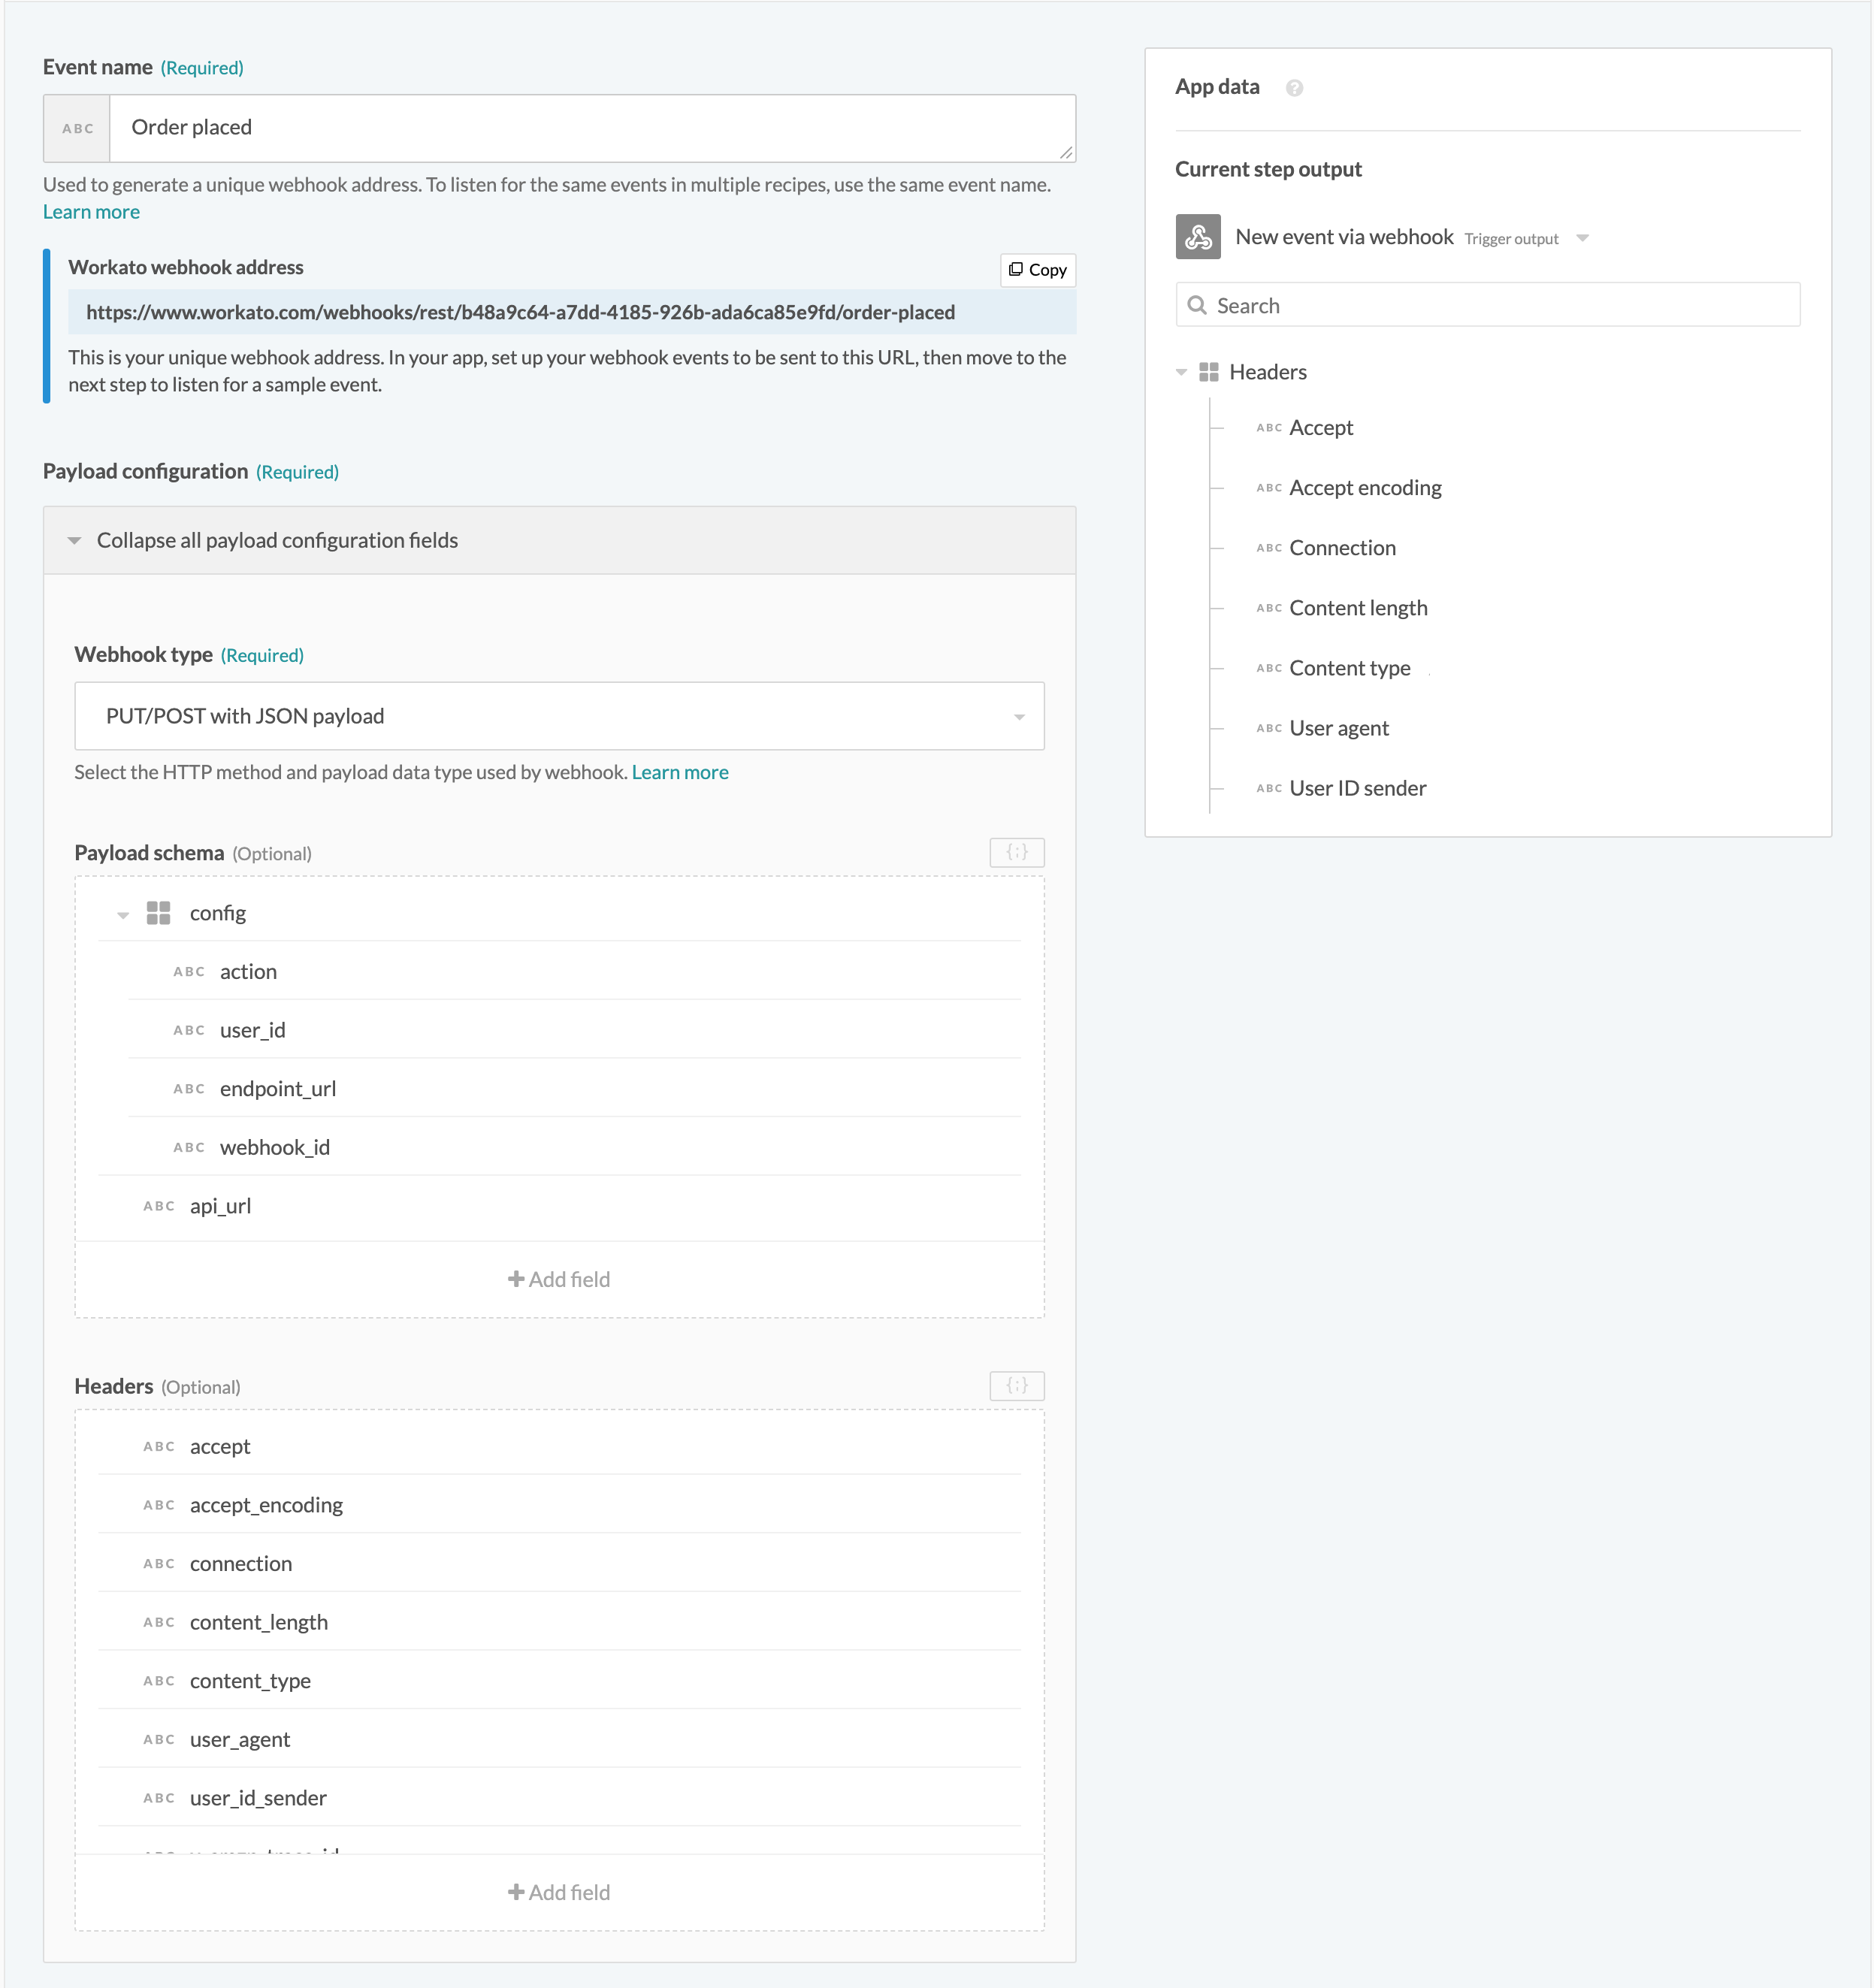 Event name (Required)
ABC Order placed
Used to generate a unique webhook address. To listen for the same events in multiple recipes, use the same event name.
Learn more
Workato webhook address
Copy
https://www.workato.com/webhooks/rest/b48a9c64-a7dd-4185-926b-ada6ca85e9fd/order-placed
This is your unique webhook address. In your app, set up your webhook events to be sent to this URL, then move to the
next step to listen for a sample event.
Payload configuration (Required)
Collapse all payload configuration fields
Webhook type (Required)
PUT/POST with JSON payload
Select the HTTP method and payload data type used by webhook. Learn more
Payload schema (Optional)
{;}
config
ABC action
ABC user_id
ABC endpoint_url
ABC webhook_id
ABC api_url
+ Add field
Headers (Optional)
{;}
ABC accept
ABC accept_encoding
ABC connection
ABC content_length
ABC content_type
ABC user_agent
ABC user_id_sender
+ Add field
App data ?
Current step output
New event via webhook Trigger output
Search
Headers
ABC Accept
ABC Accept encoding
ABC Connection
ABC Content length
ABC Content type
ABC User agent
ABC User ID sender